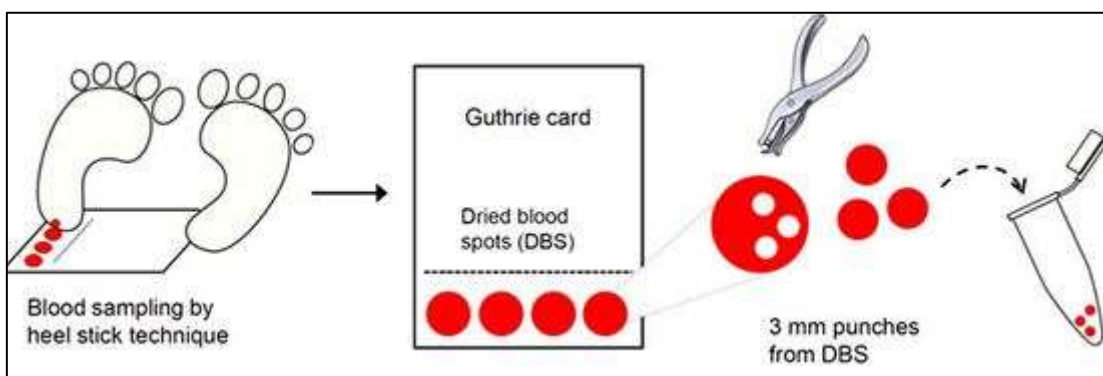 Blood sampling by
heel stick technique
Guthrie card
Dried blood
spots (DBS)
3 mm punches
from DBS